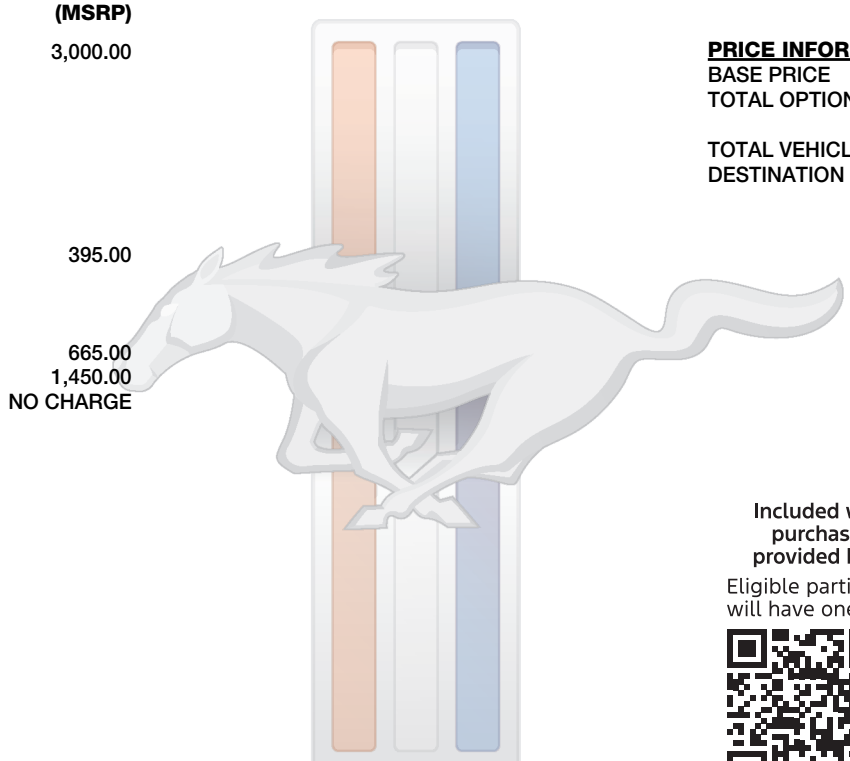 (MSRP)
3,000.00
395.00
665.00
1,450.00
NO CHARGE
PRICE INFOR
BASE PRICE
TOTAL OPTION
TOTAL VEHICL
DESTINATION
Included w
purchas
provided
Eligible parti
will have one